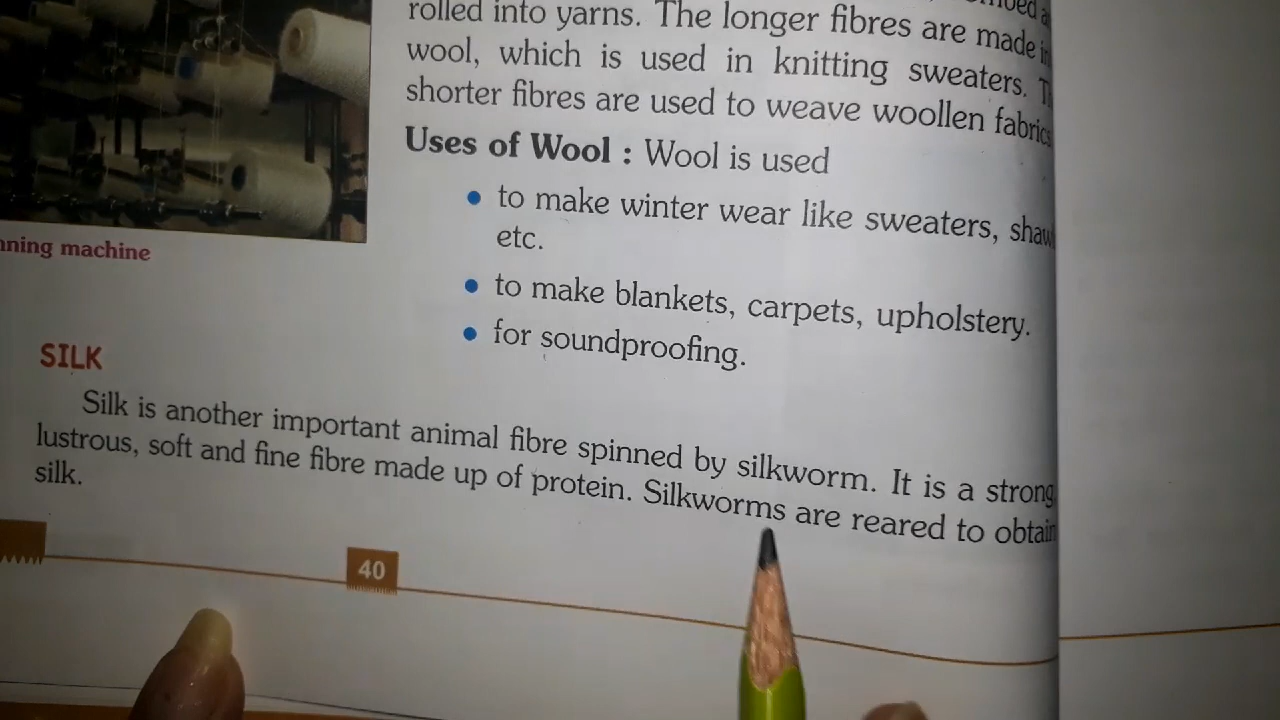 rolled into yarns. The longer fibres are made
wool, which is used in knitting sweaters.
shorter fibres are used to weave woollen fabrics
Uses of Wool : Wool is used
• to make winter wear like sweaters,
etc.
• to make blankets, carpets, upholstery.
• for soundproofing.
machine
SILK
Silk is another important animal fibre spinned by silkworm. It is a strong
lustrous, soft and fine fibre made up of protein. Silkworms are reared to obtain
silk.
40